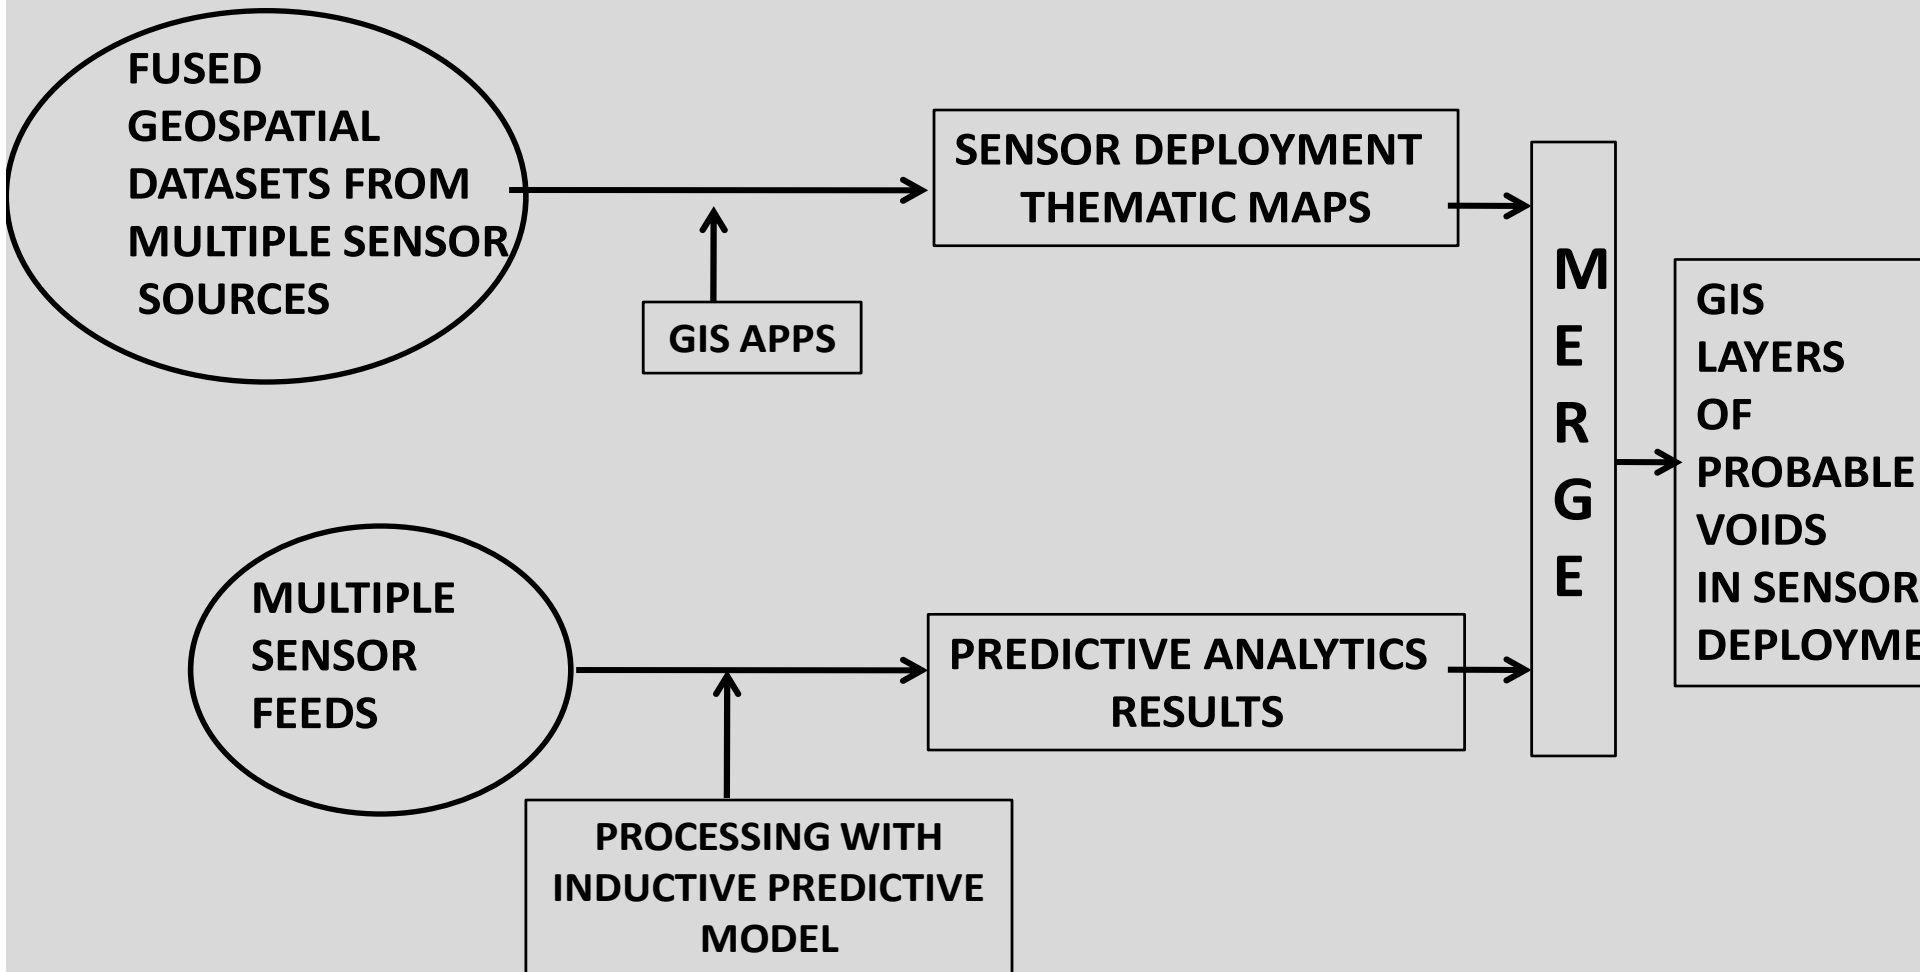 FUSED
GEOSPATIAL
DATASETS FROM
MULTIPLE SENSOR
SOURCES
SENSOR DEPLOYMENT
THEMATIC MAPS
GIS APPS
MULTIPLE
SENSOR
FEEDS
PREDICTIVE ANALYTICS
RESULTS
PROCESSING WITH
INDUCTIVE PREDICTIVE
MODEL
M
E
R
G
E
GIS
LAYERS
OF
PROBABLE
VOIDS
IN SENSOR
DEPLOYME